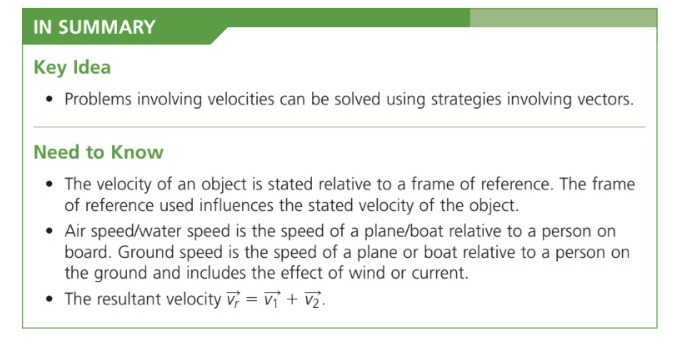 IN SUMMARY
Key Idea
• Problems involving velocities can be solved using strategies involving vectors.
Need to Know
• The velocity of an object is stated relative to a frame of reference. The frame
of reference used influences the stated velocity of the object.
• Air speed/water speed is the speed of a plane/boat relative to a person on
board. Ground speed is the speed of a plane or boat relative to a person on
the ground and includes the effect of wind or current.
• The resultant velocity $\vec{v_r} = \vec{v_1} + \vec{v_2}$.